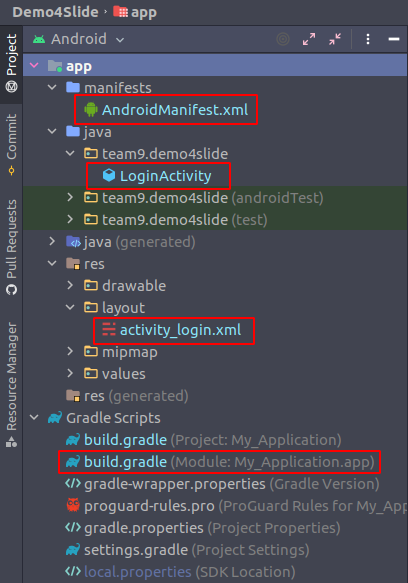 Demo4Slide
app
Project
Commit
Pull Requests
Resource Manager
Android
app
manifests
AndroidManifest.xml
java
team9.demo4slide
LoginActivity
team9.demo4slide (androidTest)
team9.demo4slide (test)
java (generated)
res
drawable
layout
activity_login.xml
mipmap
values
res (generated)
Gradle Scripts
build.gradle (Project: My_Application)
build.gradle (Module: My_Application.app)
gradle-wrapper.properties (Gradle Version)
proguard-rules.pro (ProGuard Rules for My_App
gradle.properties (Project Properties)
settings.gradle (Project Settings)
local.properties (SDK Location)